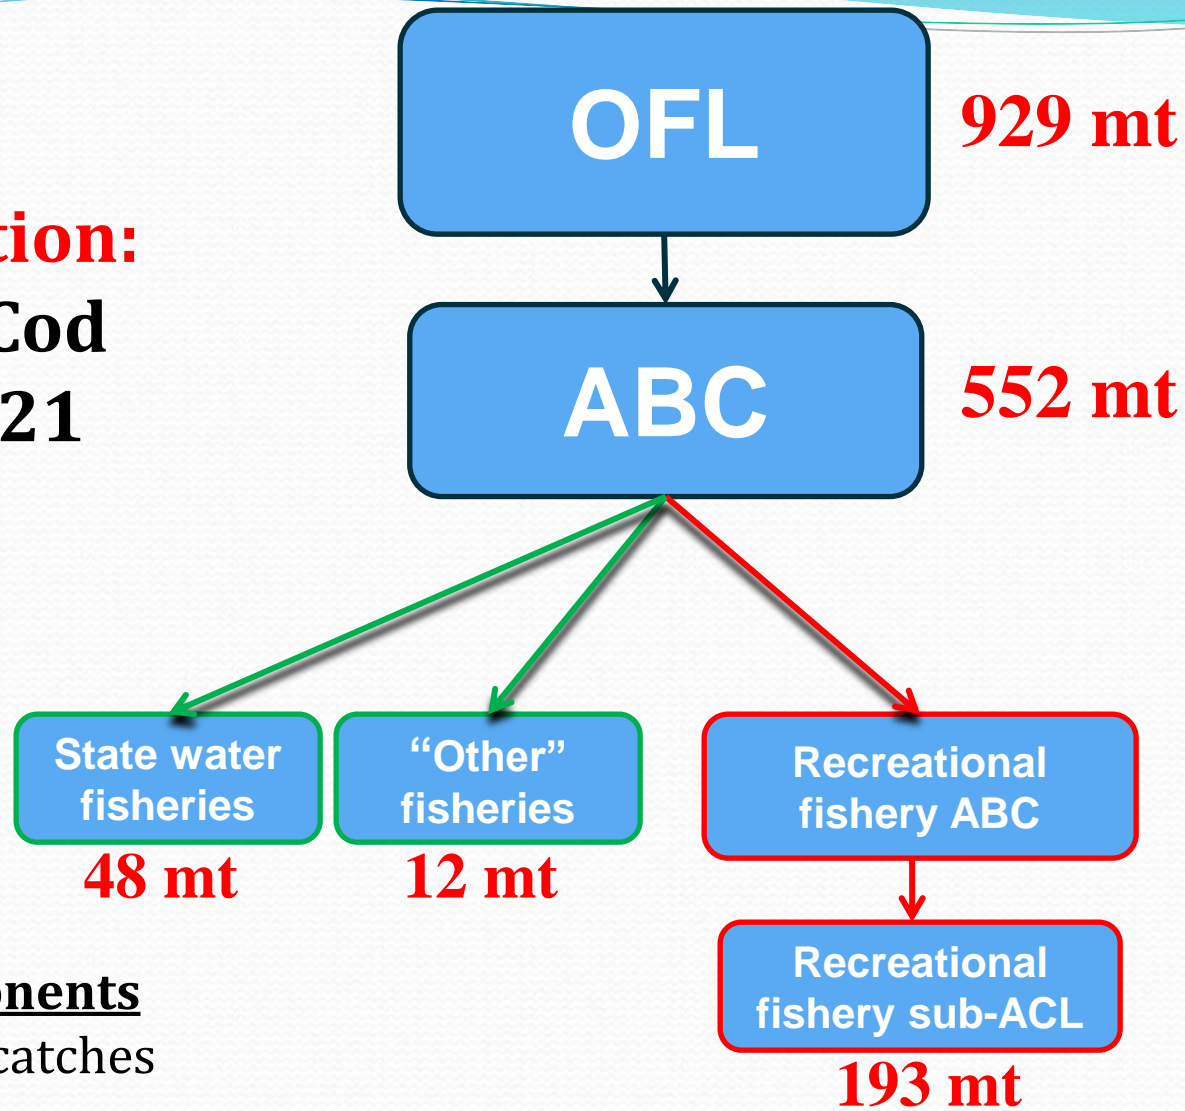 OFL
929 mt
tion:
Cod
21
ABC
552 mt
State water
fisheries
48 mt
“Other”
fisheries
12 mt
Recreational
fishery ABC
Recreational
fishery sub-ACL
193 mt
onents
catches